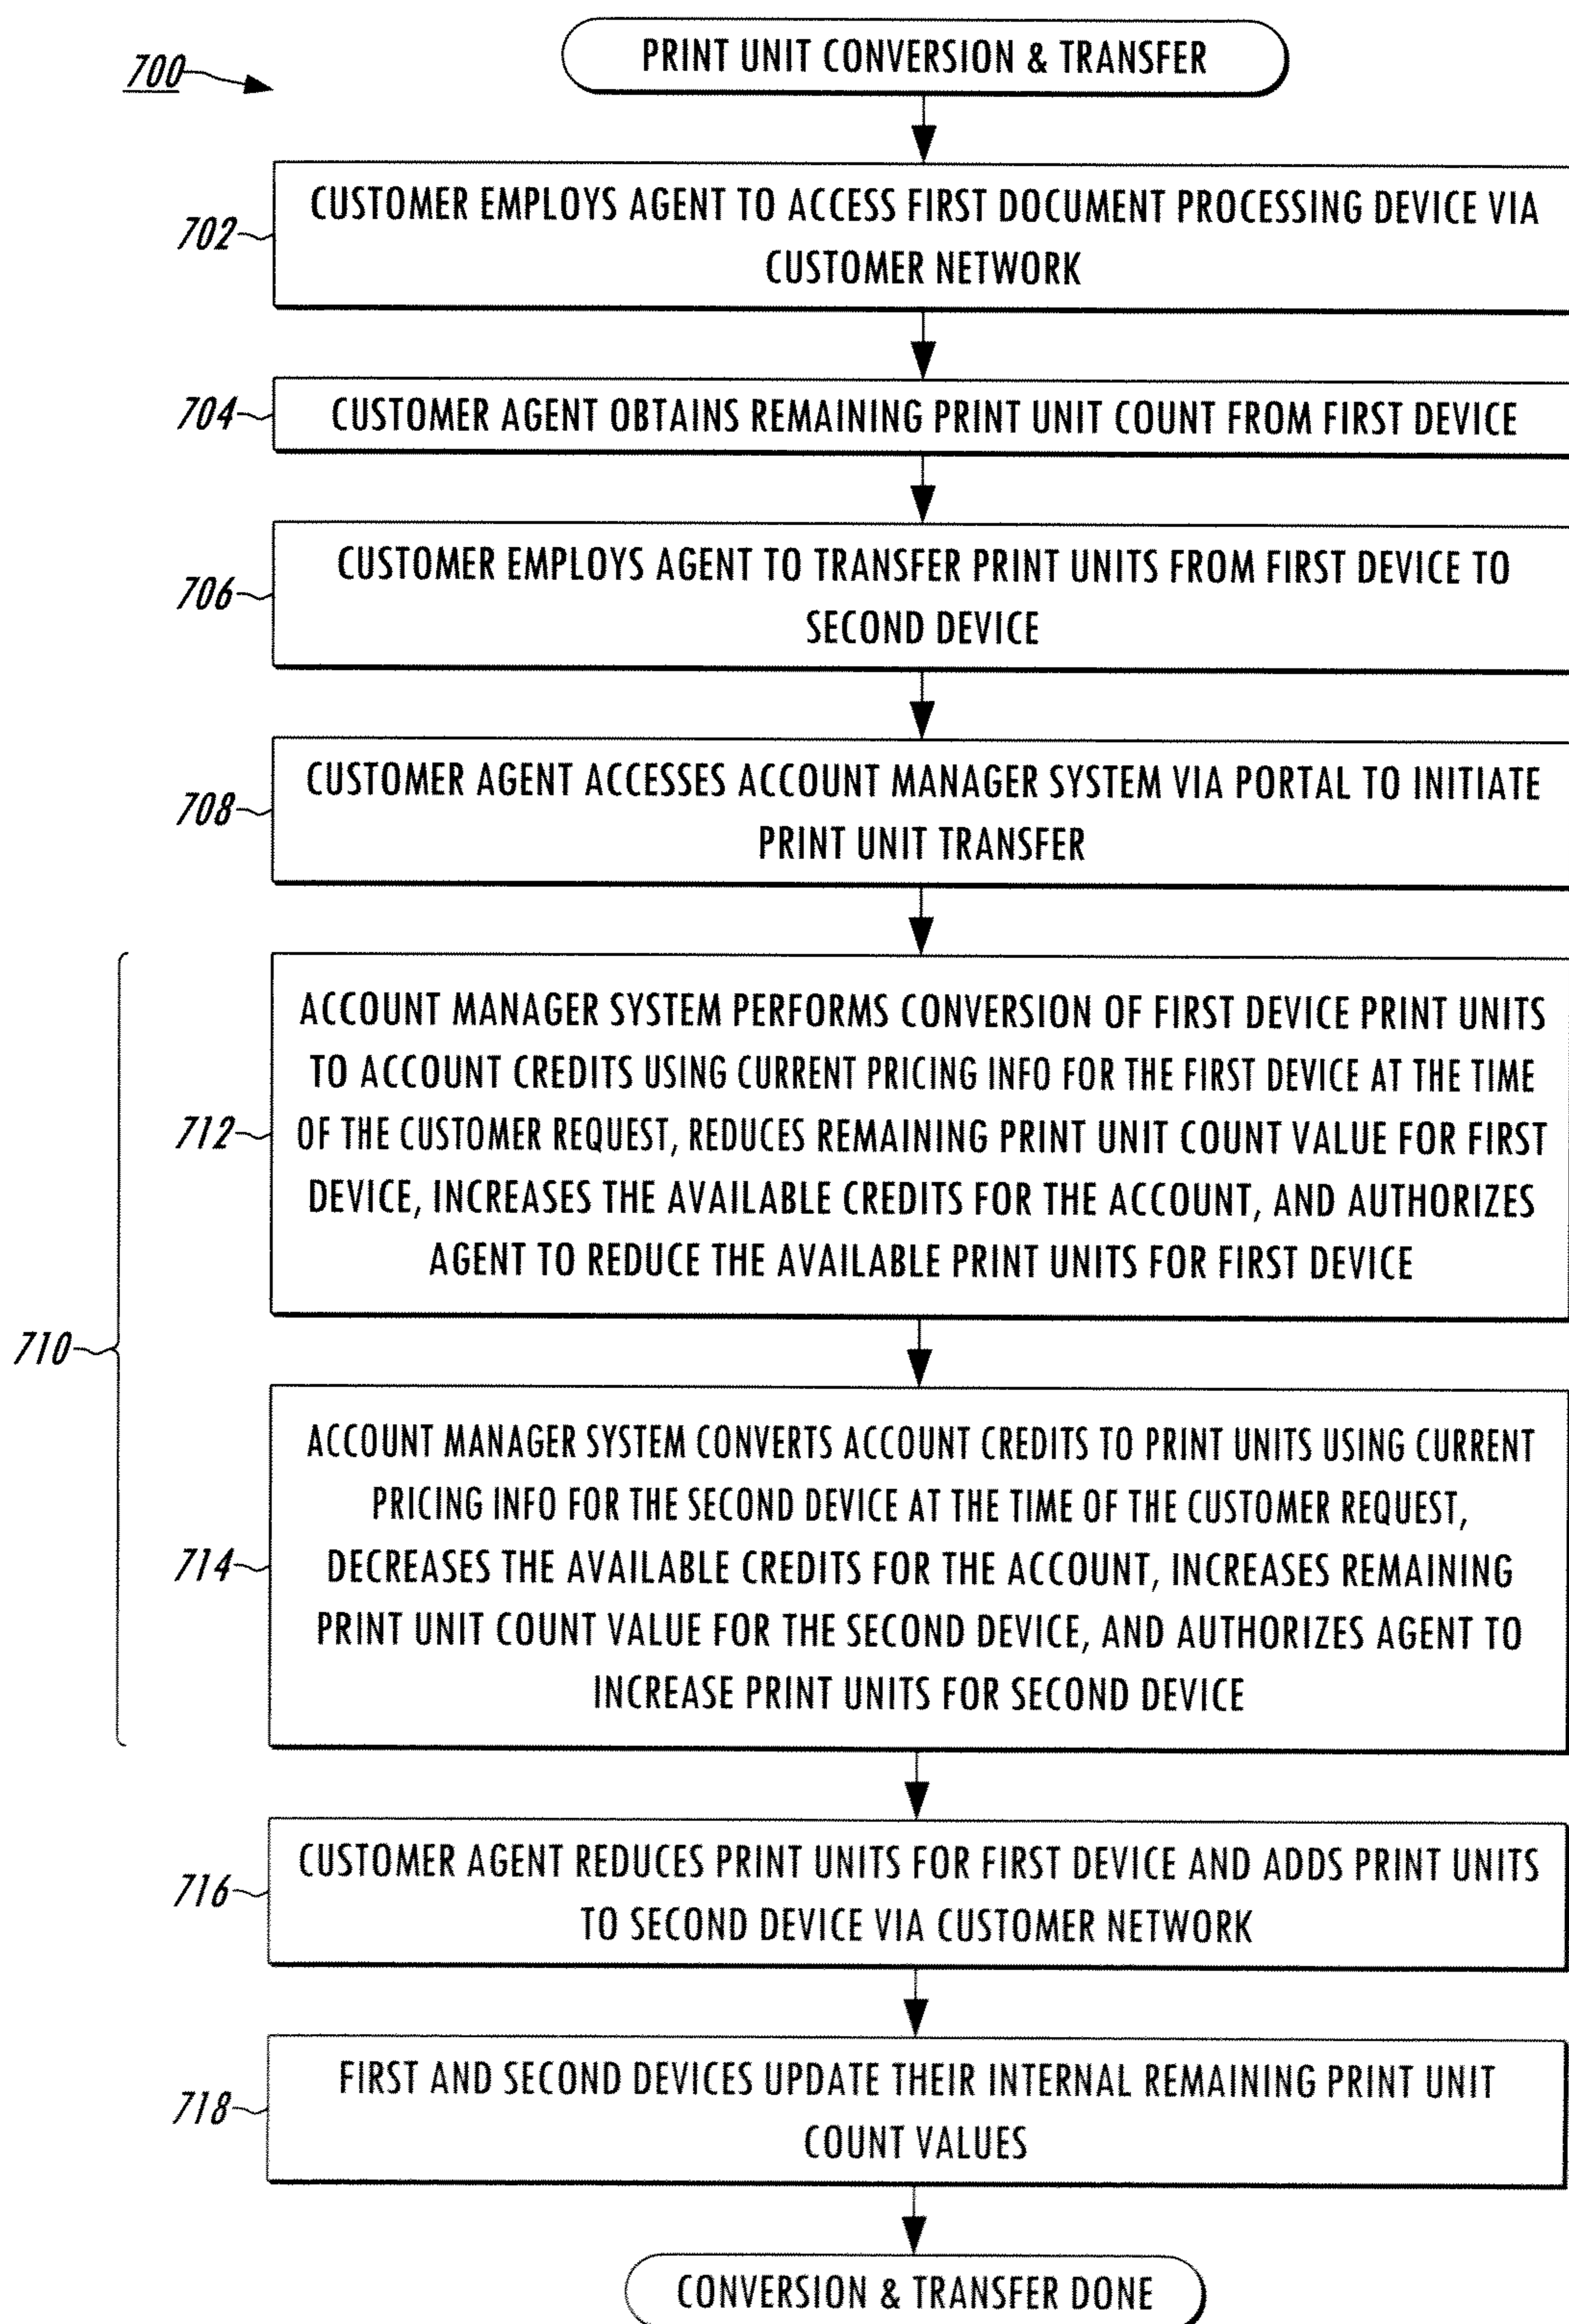 700
PRINT UNIT CONVERSION & TRANSFER
702
CUSTOMER EMPLOYS AGENT TO ACCESS FIRST DOCUMENT PROCESSING DEVICE VIA
CUSTOMER NETWORK
704
CUSTOMER AGENT OBTAINS REMAINING PRINT UNIT COUNT FROM FIRST DEVICE
706
CUSTOMER EMPLOYS AGENT TO TRANSFER PRINT UNITS FROM FIRST DEVICE TO
SECOND DEVICE
708
CUSTOMER AGENT ACCESSES ACCOUNT MANAGER SYSTEM VIA PORTAL TO INITIATE
PRINT UNIT TRANSFER
710
712
ACCOUNT MANAGER SYSTEM PERFORMS CONVERSION OF FIRST DEVICE PRINT UNITS
TO ACCOUNT CREDITS USING CURRENT PRICING INFO FOR THE FIRST DEVICE AT THE TIME
OF THE CUSTOMER REQUEST, REDUCES REMAINING PRINT UNIT COUNT VALUE FOR FIRST
DEVICE, INCREASES THE AVAILABLE CREDITS FOR THE ACCOUNT, AND AUTHORIZES
AGENT TO REDUCE THE AVAILABLE PRINT UNITS FOR FIRST DEVICE
714
ACCOUNT MANAGER SYSTEM CONVERTS ACCOUNT CREDITS TO PRINT UNITS USING CURRENT
PRICING INFO FOR THE SECOND DEVICE AT THE TIME OF THE CUSTOMER REQUEST,
DECREASES THE AVAILABLE CREDITS FOR THE ACCOUNT, INCREASES REMAINING
PRINT UNIT COUNT VALUE FOR THE SECOND DEVICE, AND AUTHORIZES AGENT TO
INCREASE PRINT UNITS FOR SECOND DEVICE
716
CUSTOMER AGENT REDUCES PRINT UNITS FOR FIRST DEVICE AND ADDS PRINT UNITS
TO SECOND DEVICE VIA CUSTOMER NETWORK
718
FIRST AND SECOND DEVICES UPDATE THEIR INTERNAL REMAINING PRINT UNIT
COUNT VALUES
CONVERSION & TRANSFER DONE